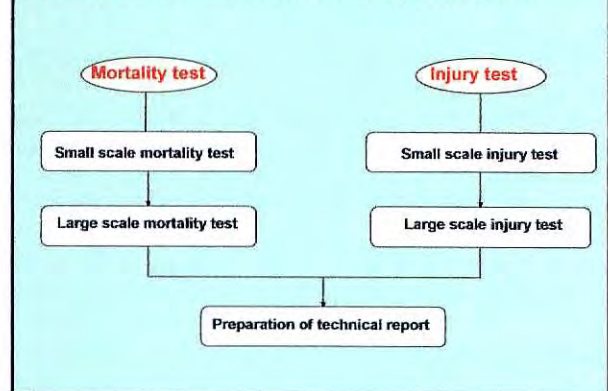 Mortality test
Injury test
Small scale mortality test
Small scale injury test
Large scale mortality test
Large scale injury test
Preparation of technical report